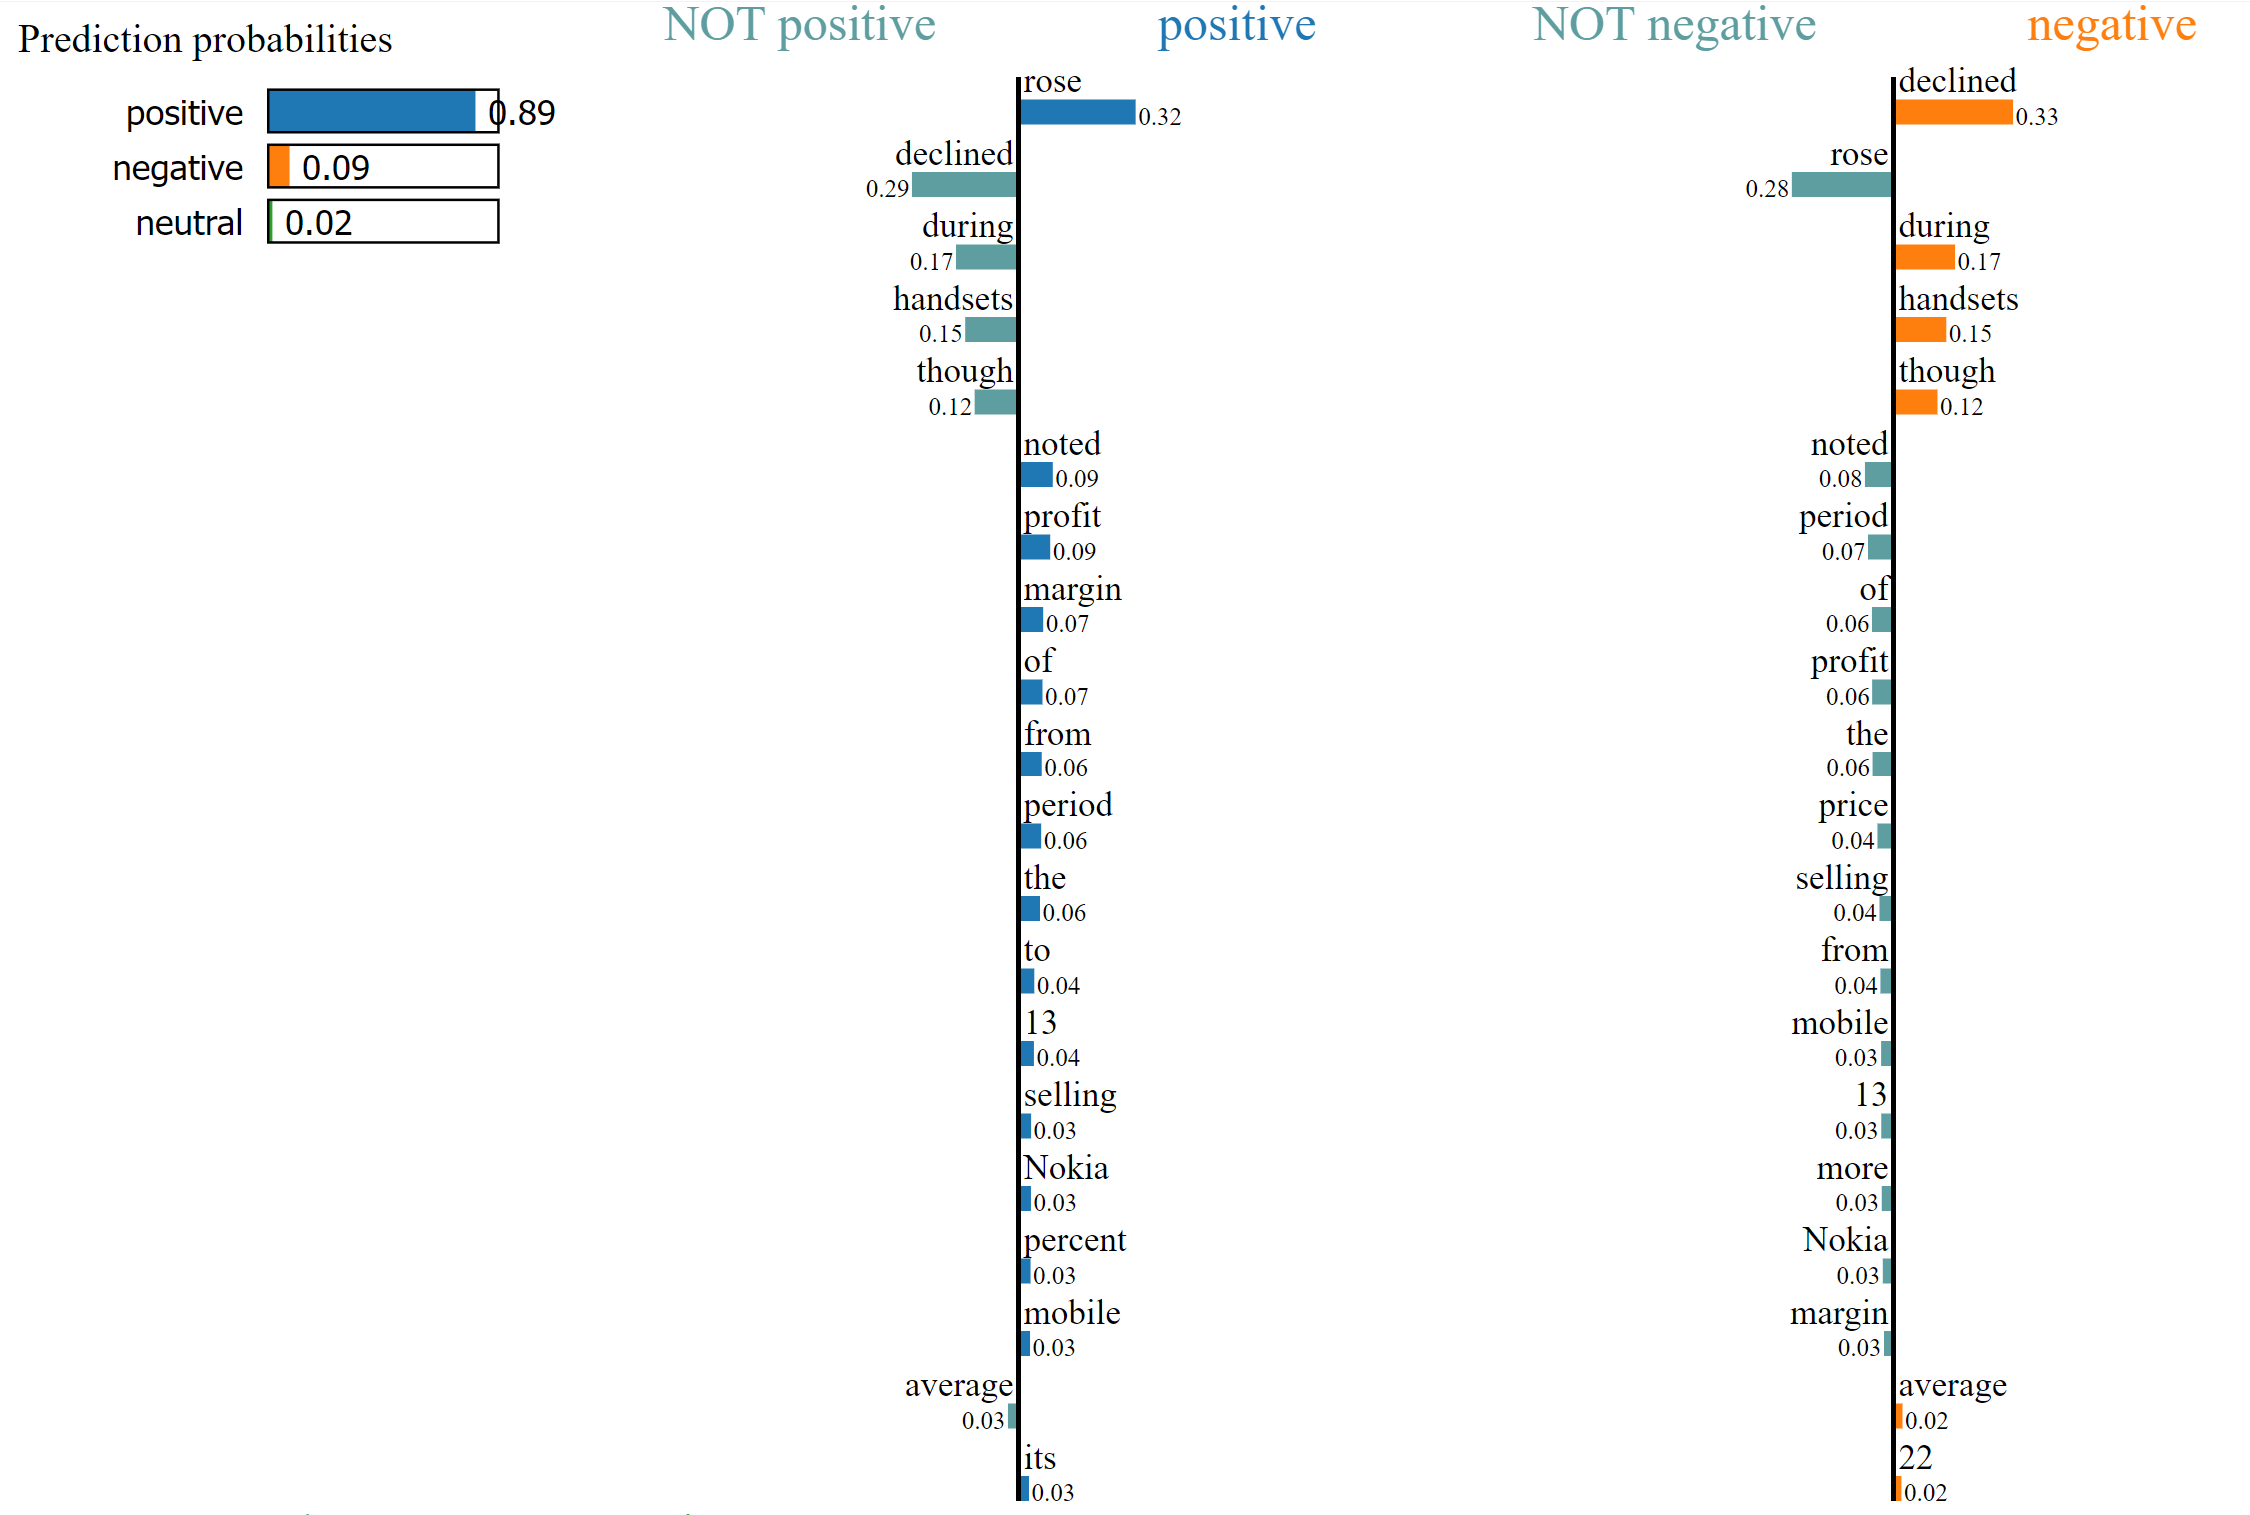 Prediction probabilities
positive 0.89
negative 0.09
neutral 0.02
NOT positive positive
rose
0.32
declined
0.29
during
0.17
handsets
0.15
though
0.12
noted
0.09
profit
0.09
margin
0.07
of
0.07
from
0.06
period
0.06
the
0.06
to
0.04
13
0.04
selling
0.03
Nokia
0.03
percent
0.03
mobile
0.03
average
0.03
its
0.03
NOT negative negative
declined
0.33
rose
0.28
during
0.17
handsets
0.15
though
0.12
noted
0.08
period
0.07
of
0.06
profit
0.06
the
0.06
price
0.04
selling
0.04
from
0.04
mobile
0.03
13
0.03
more
0.03
Nokia
0.03
margin
0.03
average
0.02
22
0.02